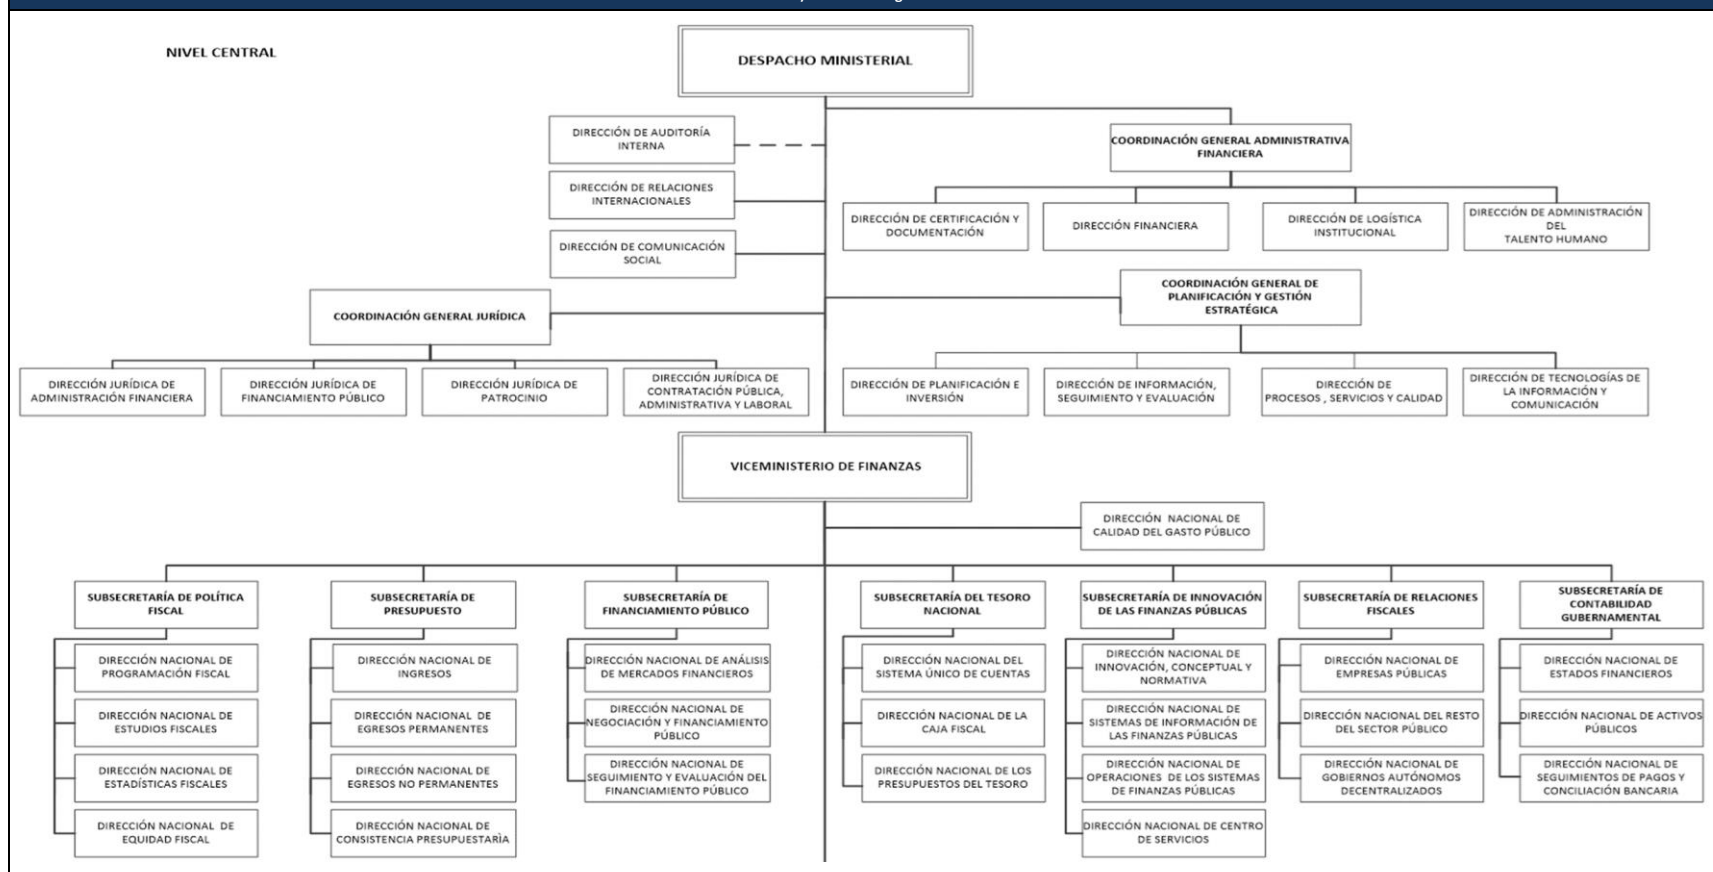 NIVEL CENTRAL
DESPACHO MINISTERIAL
DIRECCIÓN DE AUDITORÍA
INTERNA
COORDINACIÓN GENERAL ADMINISTRATIVA
FINANCIERA
DIRECCIÓN DE RELACIONES
INTERNACIONALES
DIRECCIÓN DE CERTIFICACIÓN Y
DOCUMENTACIÓN
DIRECCIÓN FINANCIERA
DIRECCIÓN DE LOGÍSTICA
INSTITUCIONAL
DIRECCIÓN DE ADMINISTRACIÓN
DEL
TALENTO HUMANO
DIRECCIÓN DE COMUNICACIÓN
SOCIAL
COORDINACIÓN GENERAL DE
PLANIFICACIÓN Y GESTIÓN
ESTRATÉGICA
COORDINACIÓN GENERAL JURÍDICA
DIRECCIÓN JURÍDICA DE
ADMINISTRACIÓN FINANCIERA
DIRECCIÓN JURÍDICA DE
FINANCIAMIENTO PÚBLICO
DIRECCIÓN JURÍDICA DE
PATROCINIO
DIRECCIÓN JURÍDICA DE
CONTRATACIÓN PÚBLICA,
ADMINISTRATIVA Y LABORAL
DIRECCIÓN DE PLANIFICACIÓN E
INVERSIÓN
DIRECCIÓN DE INFORMACIÓN,
SEGUIMIENTO Y EVALUACIÓN
DIRECCIÓN DE
PROCESOS , SERVICIOS Y CALIDAD
DIRECCIÓN DE TECNOLOGÍAS DE
LA INFORMACIÓN Y
COMUNICACIÓN
VICEMINISTERIO DE FINANZAS
DIRECCIÓN NACIONAL DE
CALIDAD DEL GASTO PÚBLICO
SUBSECRETARÍA DE POLÍTICA
FISCAL
DIRECCIÓN NACIONAL DE
PROGRAMACIÓN FISCAL
DIRECCIÓN NACIONAL DE
ESTUDIOS FISCALES
DIRECCIÓN NACIONAL DE
ESTADÍSTICAS FISCALES
DIRECCIÓN NACIONAL DE
EQUIDAD FISCAL
SUBSECRETARÍA DE
PRESUPUESTO
DIRECCIÓN NACIONAL DE
INGRESOS
DIRECCIÓN NACIONAL DE
EGRESOS PERMANENTES
DIRECCIÓN NACIONAL DE
EGRESOS NO PERMANENTES
DIRECCIÓN NACIONAL DE
CONSISTENCIA PRESUPUESTARÌA
SUBSECRETARÍA DE
FINANCIAMIENTO PÚBLICO
DIRECCIÓN NACIONAL DE ANÁLISIS
DE MERCADOS FINANCIEROS
DIRECCIÓN NACIONAL DE
NEGOCIACIÓN Y FINANCIAMIENTO
PÚBLICO
DIRECCIÓN NACIONAL DE
SEGUIMIENTO Y EVALUACIÓN DEL
FINANCIAMIENTO PÚBLICO
SUBSECRETARÍA DEL TESORO
NACIONAL
DIRECCIÓN NACIONAL DEL
SISTEMA ÚNICO DE CUENTAS
DIRECCIÓN NACIONAL DE LA
CAJA FISCAL
DIRECCIÓN NACIONAL DE LOS
PRESUPUESTOS DEL TESORO
SUBSECRETARÍA DE INNOVACIÓN
DE LAS FINANZAS PÚBLICAS
DIRECCIÓN NACIONAL DE
INNOVACIÓN, CONCEPTUAL Y
NORMATIVA
DIRECCIÓN NACIONAL DE
SISTEMAS DE INFORMACIÓN DE
LAS FINANZAS PÚBLICAS
DIRECCIÓN NACIONAL DE
OPERACIONES DE LOS SISTEMAS
DE FINANZAS PÚBLICAS
DIRECCIÓN NACIONAL DE CENTRO
DE SERVICIOS
SUBSECRETARÍA DE RELACIONES
FISCALES
DIRECCIÓN NACIONAL DE
EMPRESAS PÚBLICAS
DIRECCIÓN NACIONAL DEL RESTO
DEL SECTOR PÚBLICO
DIRECCIÓN NACIONAL DE
GOBIERNOS AUTÓNOMOS
DECENTRALIZADOS
SUBSECRETARÍA DE
CONTABILIDAD
GUBERNAMENTAL
DIRECCIÓN NACIONAL DE
ESTADOS FINANCIEROS
DIRECCIÓN NACIONAL DE ACTIVOS
PÚBLICOS
DIRECCIÓN NACIONAL DE
SEGUIMIENTOS DE PAGOS Y
CONCILIACIÓN BANCARIA